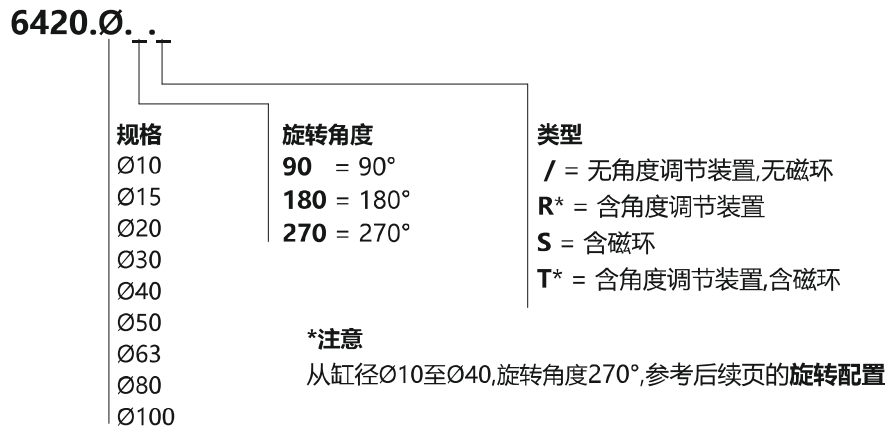 6420.Ø._ _
规格
Ø10
Ø15
Ø20
Ø30
Ø40
Ø50
Ø63
Ø80
Ø100
旋转角度
90 = 90°
180 = 180°
270 = 270°
类型
/ = 无角度调节装置,无磁环
R* = 含角度调节装置
S = 含磁环
T* = 含角度调节装置,含磁环
*注意
从缸径Ø10至Ø40,旋转角度270°,参考后续页的旋转配置